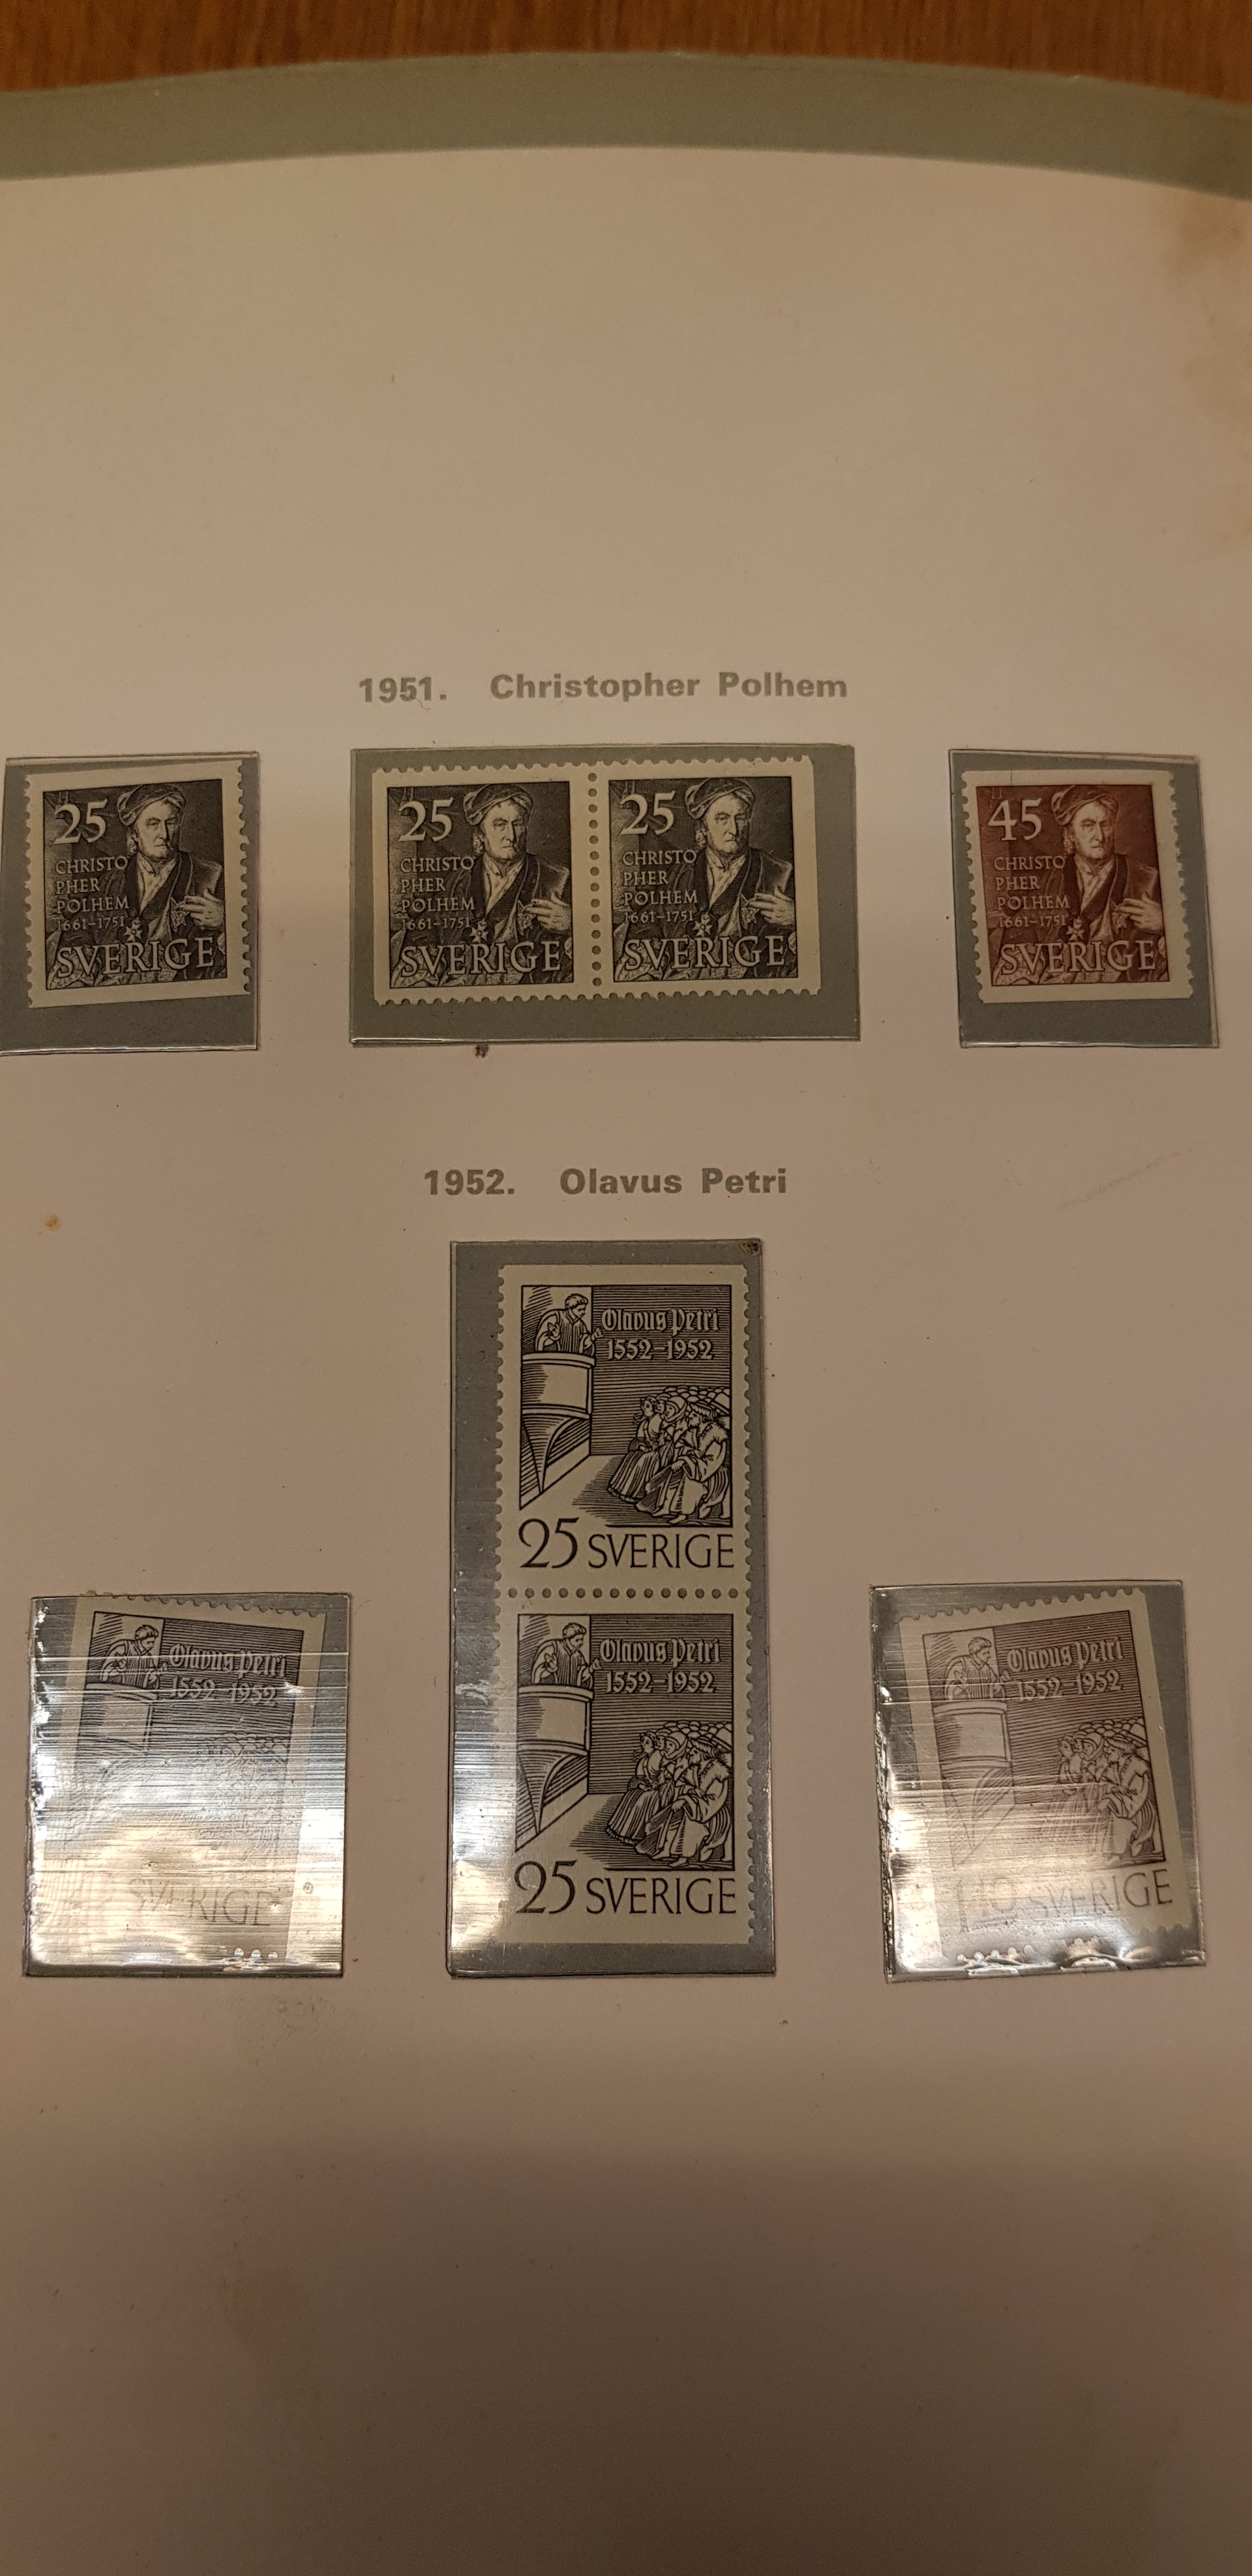 1951. Christopher Polhem
25
CHRISTO
PHER
POLHEM
1661-1751
SVERIGE
25
CHRISTO
PHER
POLHEM
1661-1751
SVERIGE
25
CHRISTO
PHER
POLHEM
1661-1751
SVERIGE
45
CHRISTO
PHER
POLHEM
1661-1751
SVERIGE
1952. Olavus Petri
Olavus Petri
1552-1952
25 SVERIGE
Olavus Petri
1552 1952
SVERIGE
Olavus Petri
1552-1952
25 SVERIGE
Olavus Petri
1552-1952
SVERIGE